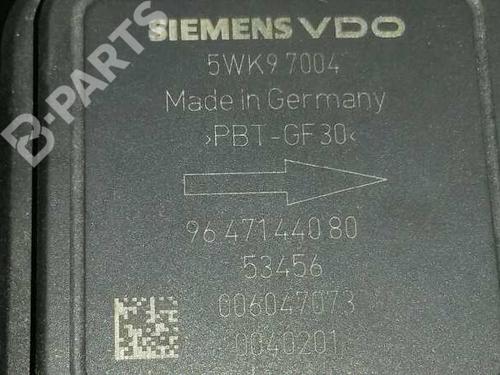 SIEMENS VDO
5WK9 7004
Made in Germany
›PBT-GF30‹
96 471 440 80
53456
006047073
0040201
B-PARTS